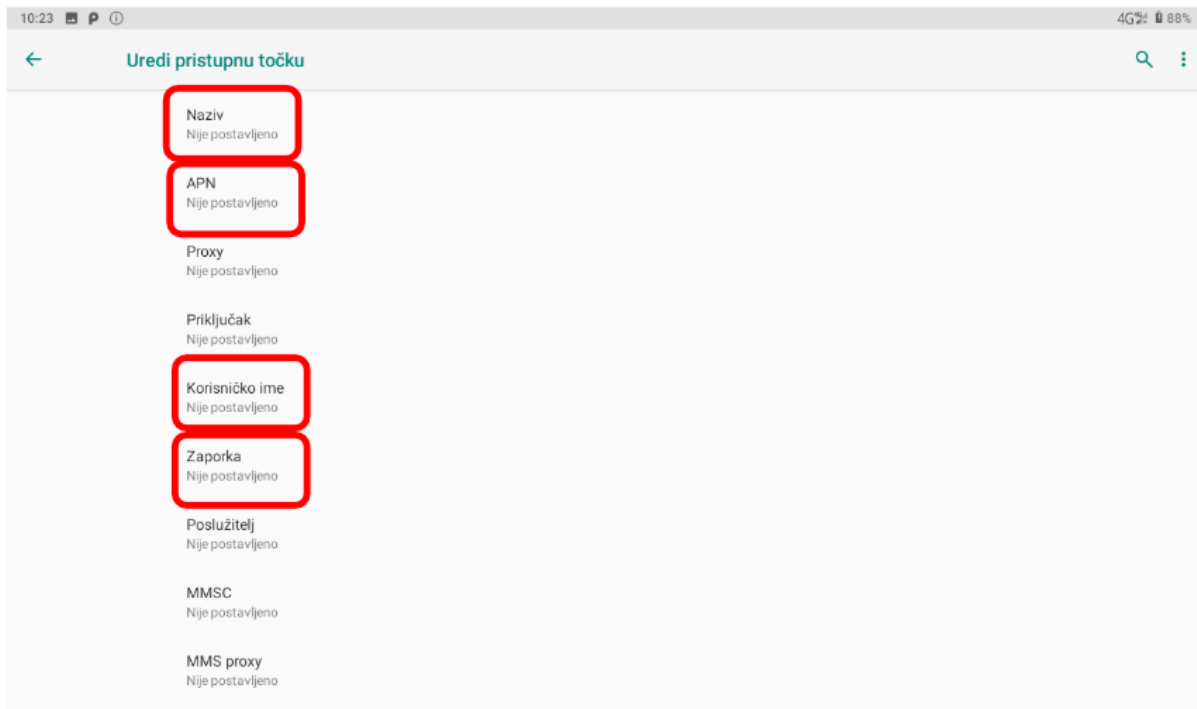 10:23 4G 88%
Uredi pristupnu točku
Naziv
Nije postavljeno
APN
Nije postavljeno
Proxy
Nije postavljeno
Priključak
Nije postavljeno
Korisničko ime
Nije postavljeno
Zaporka
Nije postavljeno
Poslužitelj
Nije postavljeno
MMSC
Nije postavljeno
MMS proxy
Nije postavljeno